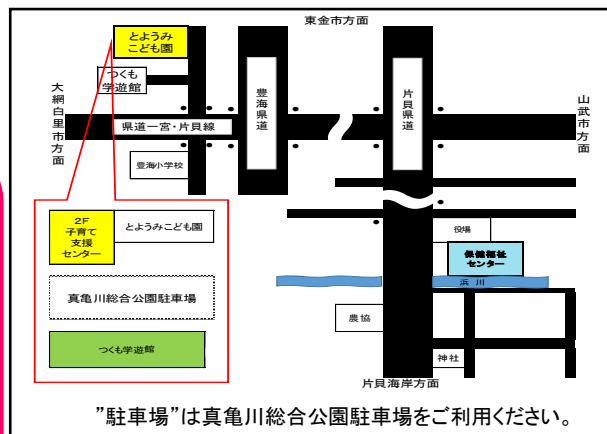 東金市方面
とようみ
こども園
つくも
学遊館
大網白里市方面
豊海県道
片貝県道
山武市方面
県道一宮・片貝線
豊海小学校
2F
子育て
支援
センター
とようみこども園
真亀川総合公園駐車場
つくも学遊館
役場
保健福祉
センター
浜川
農協
神社
片貝海岸方面
”駐車場”は真亀川総合公園駐車場をご利用ください。